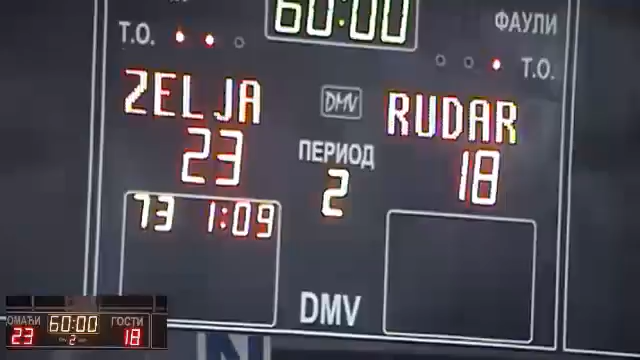 60:00
ФАУЛИ
T.O.
T.O.
ZELJA
DMV
RUDAR
23
ПЕРИОД
18
2
73 1:09
DMV
ОМАЋИ 60:00 ГОСТИ
23 2 18